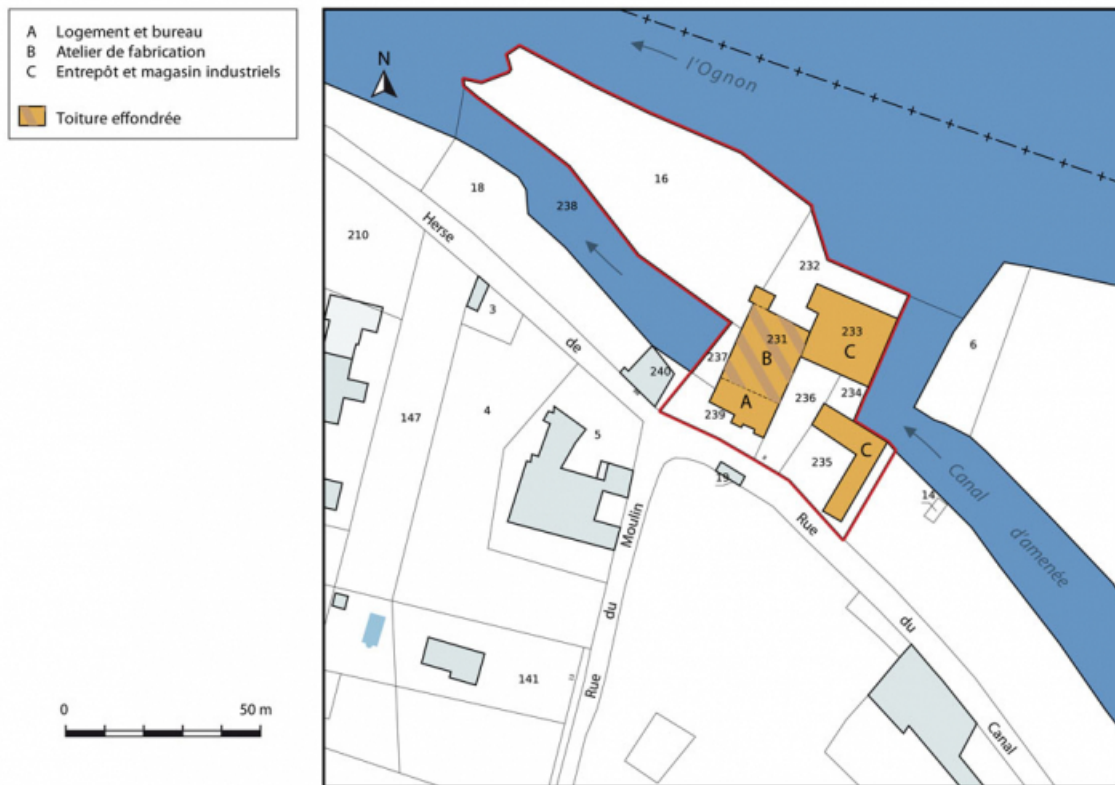 A Logement et bureau
B Atelier de fabrication
C Entrepôt et magasin industriels
Toiture effondrée
N
l'Ognon
16
18
238
210
Herse
232
3
de
237
231
B
233
C
6
240
234
147
4
239
A
236
5
235
C
19
14
Canal
d'amenée
Moulin
Rue
du
du
Rue
141
Canal
0 50 m